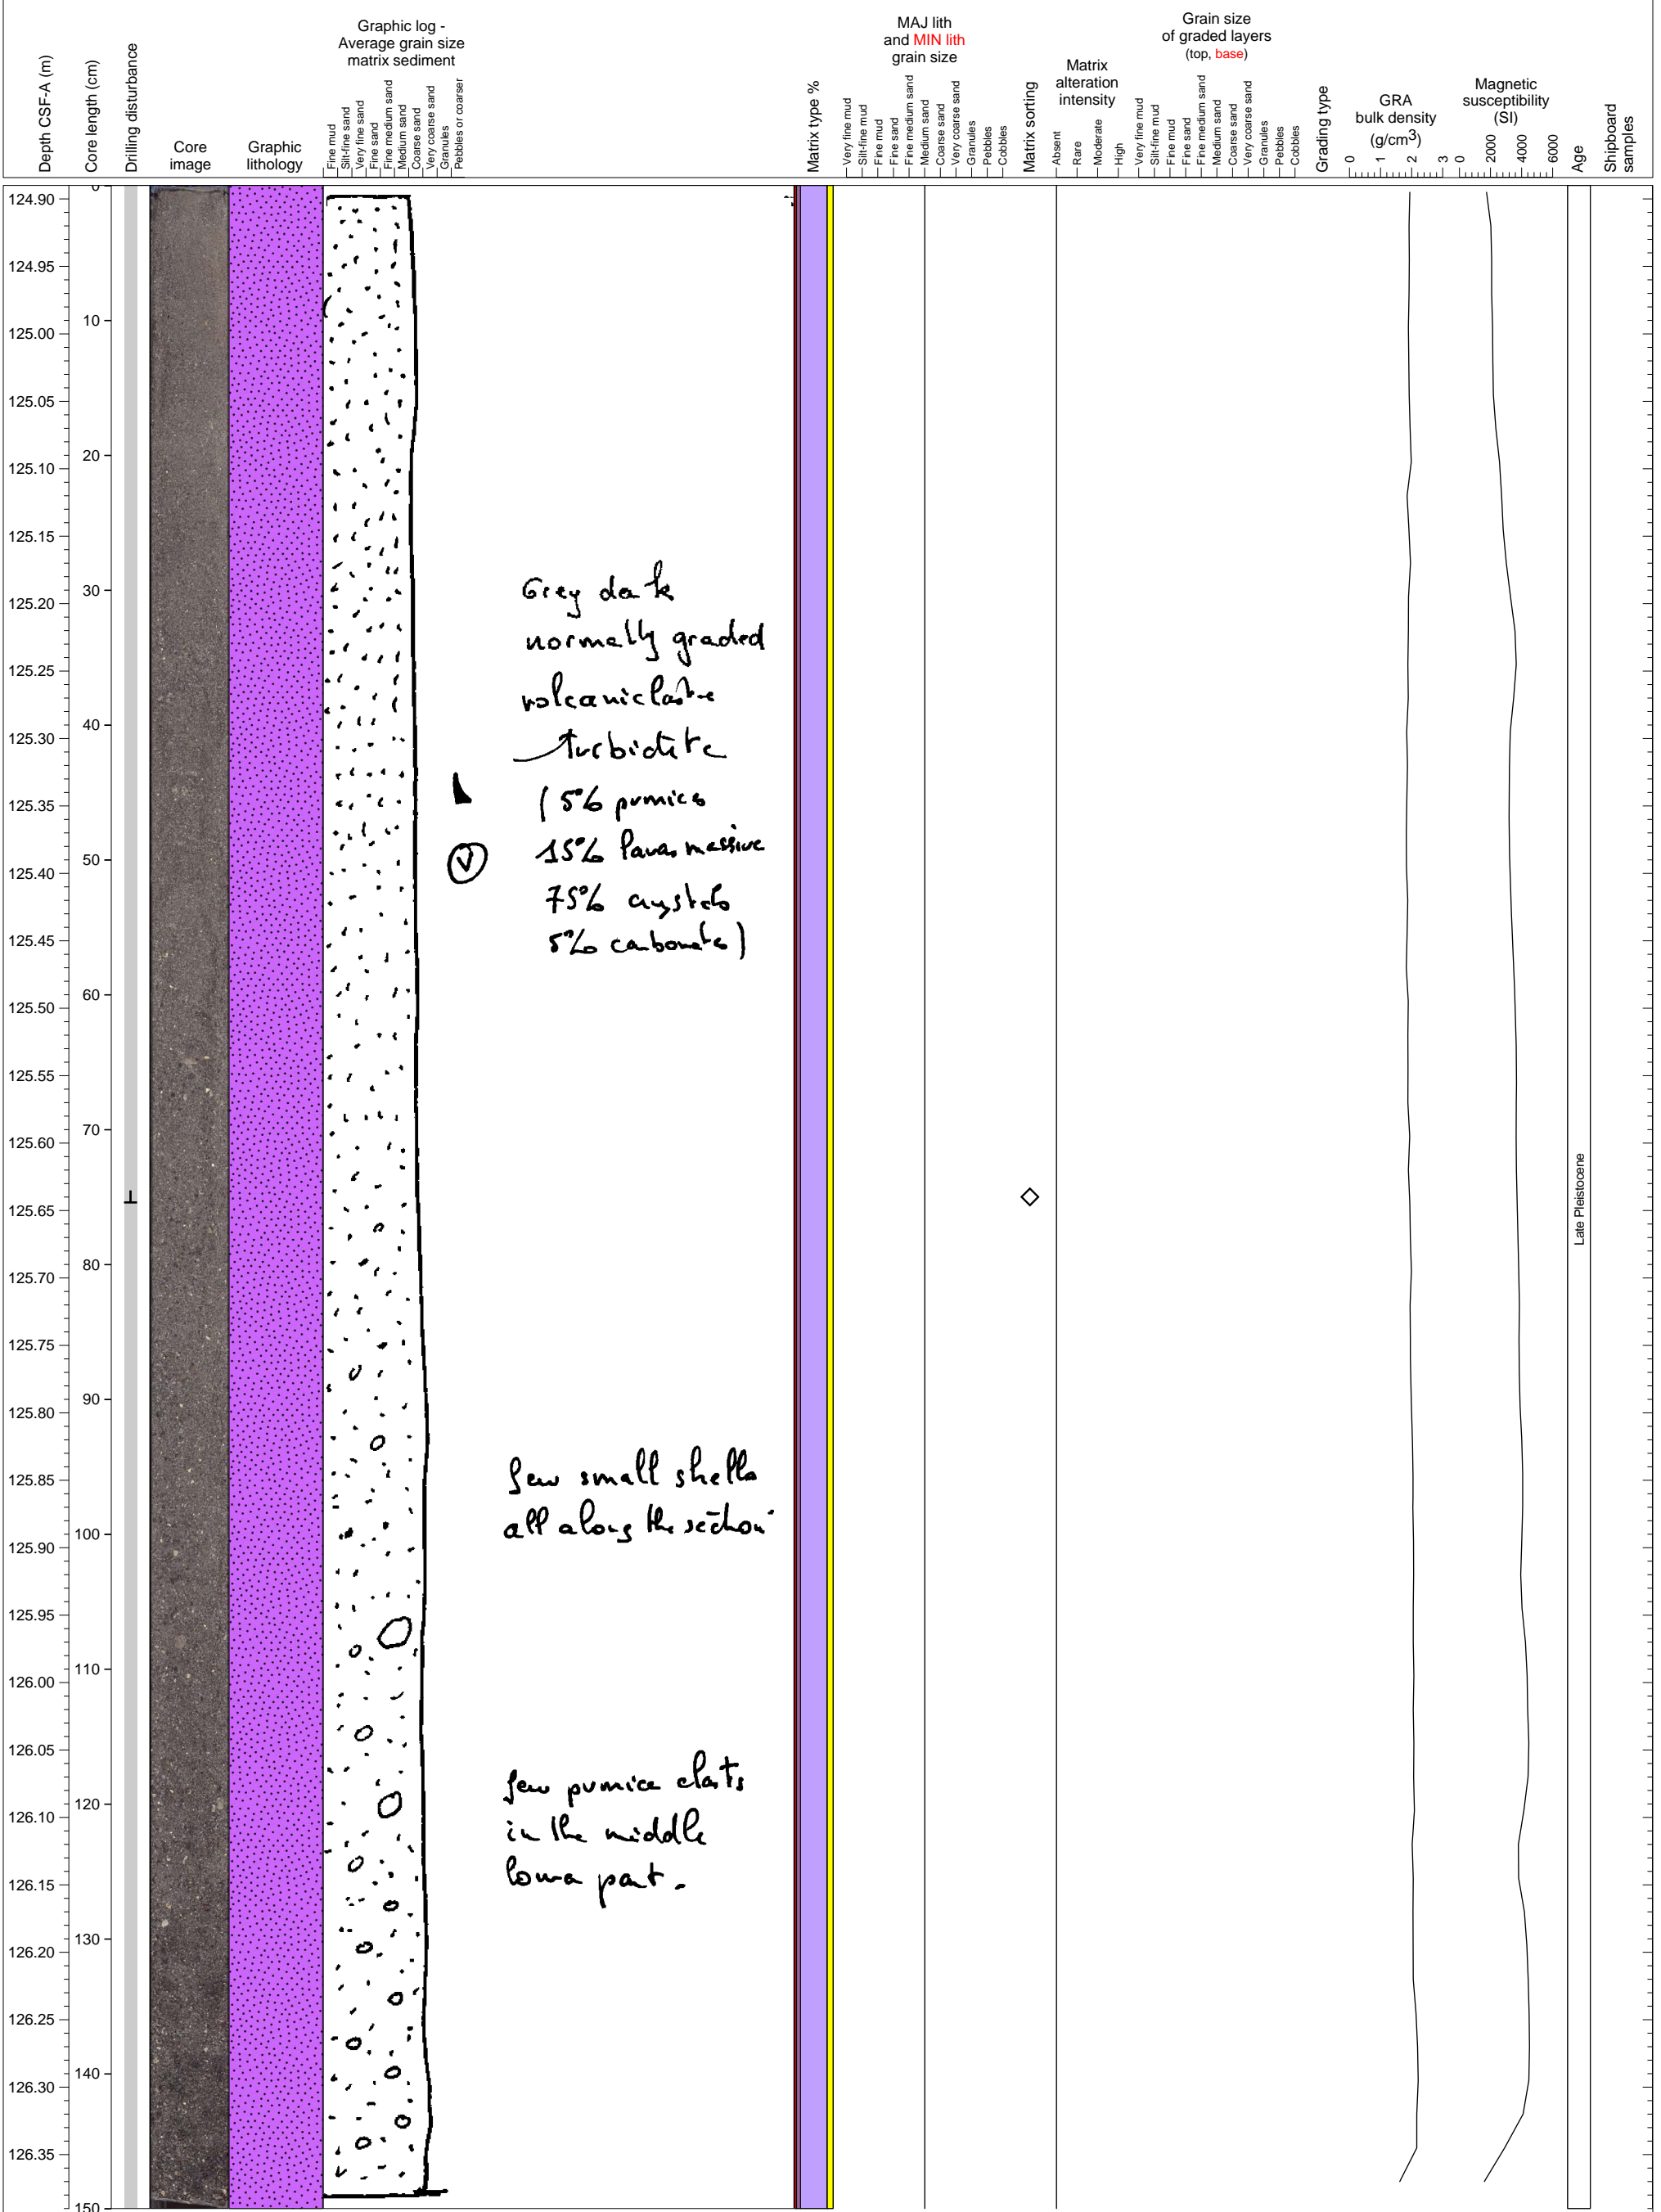 Depth CSF-A (m)
Core length (cm)
Drilling disturbance
Core
image
Graphic
lithology
Graphic log -
Average grain size
matrix sediment
Fine mud
Silt-fine sand
Very fine sand
Fine sand
Fine medium sand
Medium sand
Coarse sand
Very coarse sand
Granules
Pebbles or coarser
Matrix type %
MAJ lith
and MIN lith
grain size
Very fine mud
Silt-fine mud
Fine mud
Fine sand
Fine medium sand
Medium sand
Coarse sand
Very coarse sand
Granules
Pebbles
Cobbles
Matrix sorting
Matrix
alteration
intensity
Absent
Rare
Moderate
High
Grain size
of graded layers
(top, base)
Very fine mud
Silt-fine mud
Fine mud
Fine sand
Fine medium sand
Medium sand
Coarse sand
Very coarse sand
Granules
Pebbles
Cobbles
Grading type
GRA
bulk density
(g/cm3)
0 1 2 3
Magnetic
susceptibility
(SI)
0 2000 4000 6000
Age
Shipboard
samples
124.90
124.95
125.00
125.05
125.10
125.15
125.20
125.25
125.30
125.35
125.40
125.45
125.50
125.55
125.60
125.65
125.70
125.75
125.80
125.85
125.90
125.95
126.00
126.05
126.10
126.15
126.20
126.25
126.30
126.35
0
10
20
30
40
50
60
70
80
90
100
110
120
130
140
150
Grey dark
normally graded
volcaniclastic
turbidite
(5% pumice
15% lavas massive
75% crystals
5% carbonates)
V
few small shells
all along the section
few pumice clasts
in the middle
lower part.
Late Pleistocene